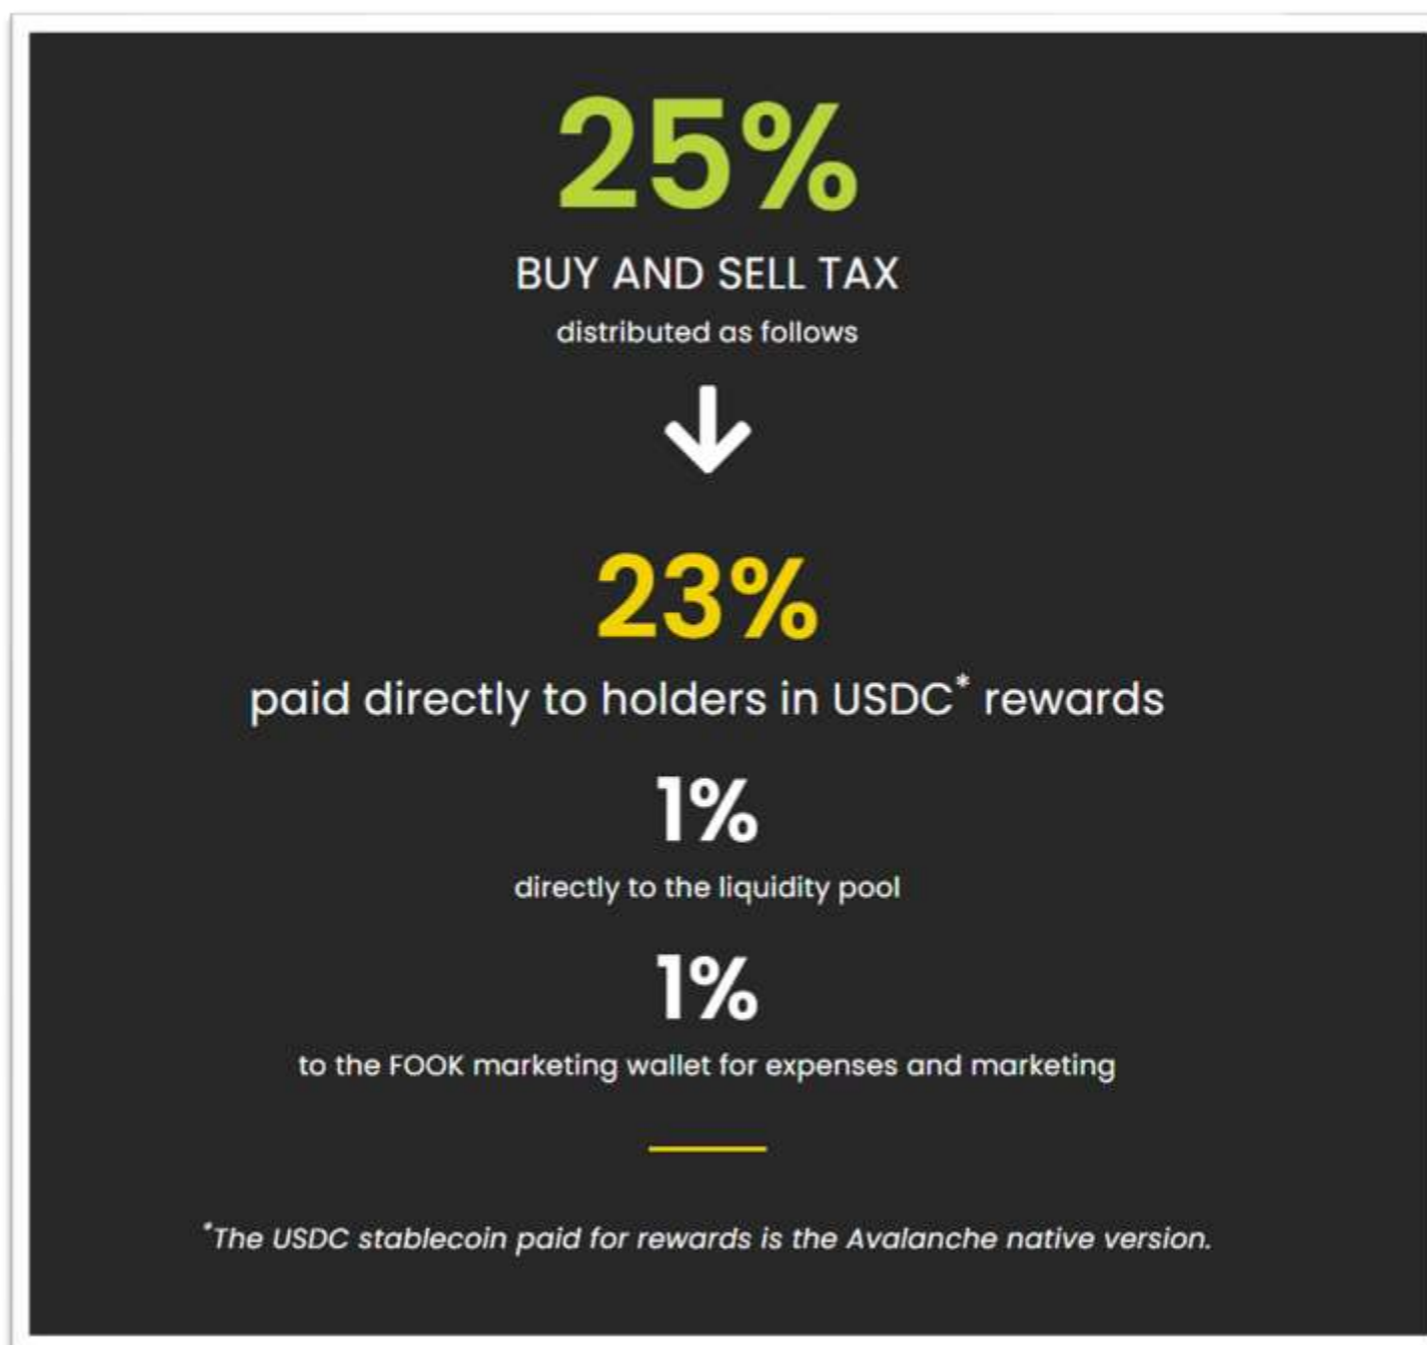 25%
BUY AND SELL TAX
distributed as follows
23%
paid directly to holders in USDC* rewards
1%
directly to the liquidity pool
1%
to the FOOK marketing wallet for expenses and marketing
*The USDC stablecoin paid for rewards is the Avalanche native version.